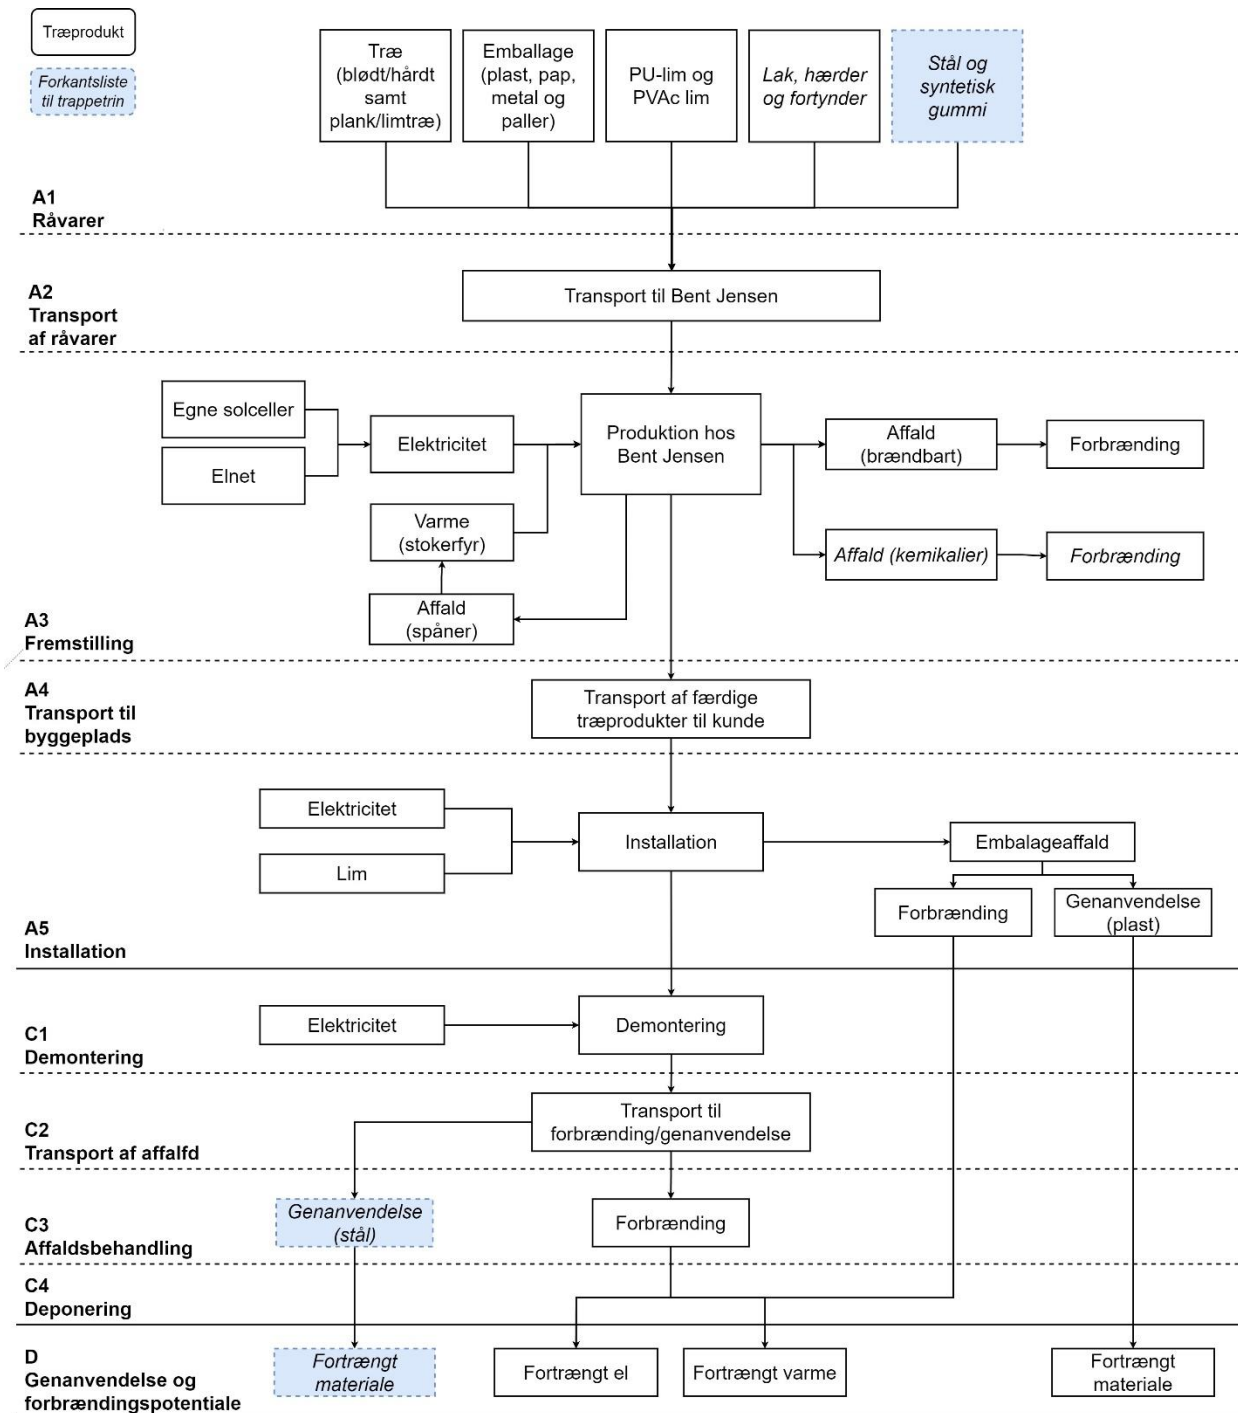 Træprodukt
Forkantsliste
til trappetrin
Træ
(blødt/hårdt
samt
plank/limtræ)
Emballage
(plast, pap,
metal og
paller)
PU-lim og
PVAc lim
Lak, hærder
og fortynder
Stål og
syntetisk
gummi
A1
Råvarer
A2
Transport
af råvarer
Transport til Bent Jensen
Egne solceller
Elnet
Elektricitet
Varme
(stokerfyr)
Affald
(spåner)
Produktion hos
Bent Jensen
Affald
(brændbart)
Forbrænding
Affald (kemikalier)
Forbrænding
A3
Fremstilling
A4
Transport til
byggeplads
Transport af færdige
træprodukter til kunde
Elektricitet
Lim
Installation
Embalageaffald
Forbrænding
Genanvendelse
(plast)
A5
Installation
Elektricitet
Demontering
C1
Demontering
C2
Transport af affalfd
Transport til
forbrænding/genanvendelse
C3
Affaldsbehandling
Genanvendelse
(stål)
Forbrænding
C4
Deponering
D
Genanvendelse og
forbrændingspotentiale
Fortrængt
materiale
Fortrængt el
Fortrængt varme
Fortrængt
materiale